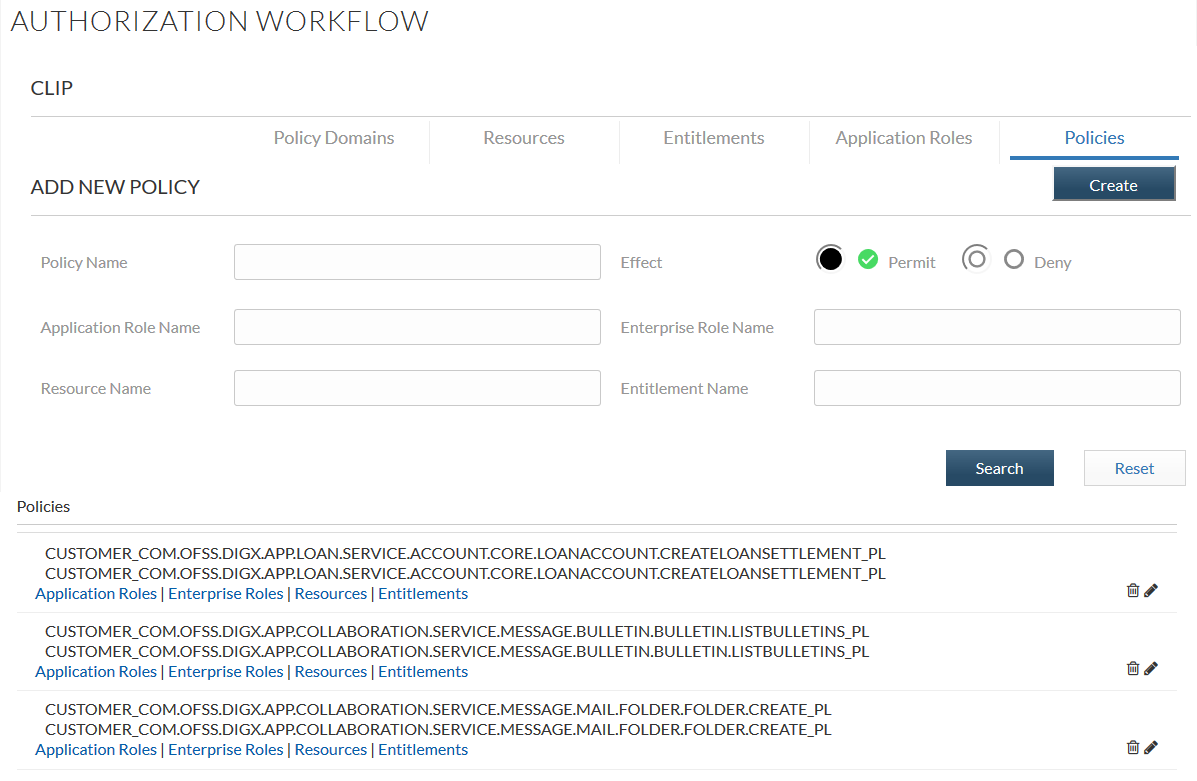 AUTHORIZATION WORKFLOW
CLIP
Policy Domains Resources Entitlements Application Roles Policies
ADD NEW POLICY Create
Policy Name Effect Permit Deny
Application Role Name Enterprise Role Name
Resource Name Entitlement Name
Search Reset
Policies
CUSTOMER_COM.OFSS.DIGX.APP.LOAN.SERVICE.ACCOUNT.CORE.LOANACCOUNT.CREATELOANSETTLEMENT_PL
CUSTOMER_COM.OFSS.DIGX.APP.LOAN.SERVICE.ACCOUNT.CORE.LOANACCOUNT.CREATELOANSETTLEMENT_PL
Application Roles | Enterprise Roles | Resources | Entitlements
CUSTOMER_COM.OFSS.DIGX.APP.COLLABORATION.SERVICE.MESSAGE.BULLETIN.BULLETIN.LISTBULLETINS_PL
CUSTOMER_COM.OFSS.DIGX.APP.COLLABORATION.SERVICE.MESSAGE.BULLETIN.BULLETIN.LISTBULLETINS_PL
Application Roles | Enterprise Roles | Resources | Entitlements
CUSTOMER_COM.OFSS.DIGX.APP.COLLABORATION.SERVICE.MESSAGE.MAIL.FOLDER.FOLDER.CREATE_PL
CUSTOMER_COM.OFSS.DIGX.APP.COLLABORATION.SERVICE.MESSAGE.MAIL.FOLDER.FOLDER.CREATE_PL
Application Roles | Enterprise Roles | Resources | Entitlements